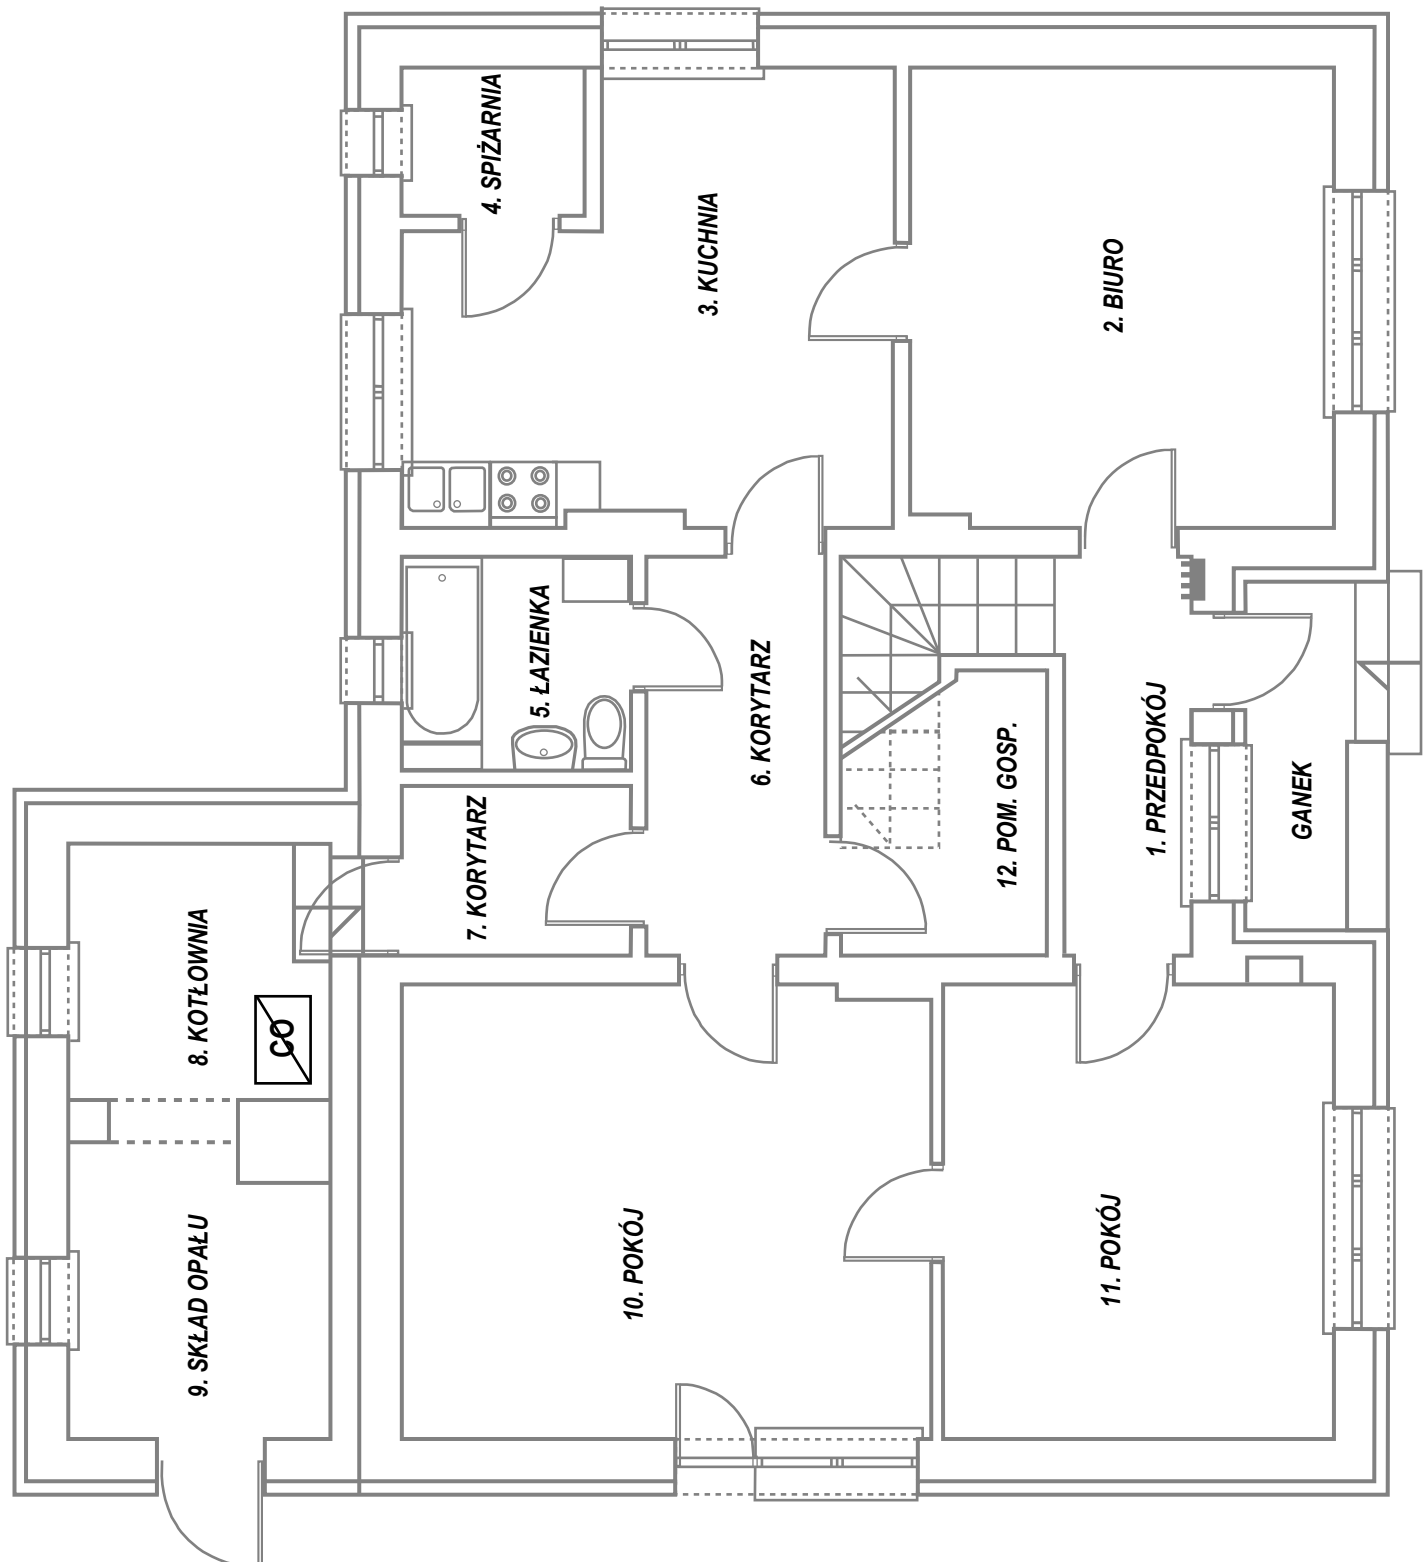 1. PRZEDPOKÓJ
2. BIURO
3. KUCHNIA
4. SPIŻARNIA
5. ŁAZIENKA
6. KORYTARZ
7. KORYTARZ
8. KOTŁOWNIA
CO
9. SKŁAD OPAŁU
10. POKÓJ
11. POKÓJ
12. POM. GOSP.
GANEK